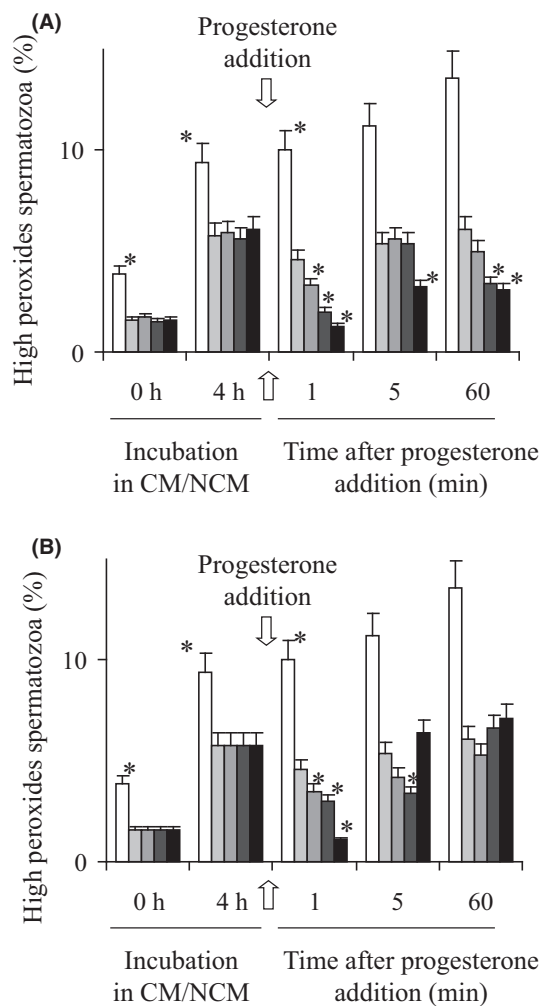 (A)
Progesterone
addition
High peroxides spermatozoa (%)
10
0
*
*
*
*
*
*
*
*
*
0 h 4 h 1 5 60
Incubation
in CM/NCM
Time after progesterone
addition (min)
(B)
Progesterone
addition
High peroxides spermatozoa (%)
10
0
*
*
*
*
*
*
*
0 h 4 h 1 5 60
Incubation
in CM/NCM
Time after progesterone
addition (min)